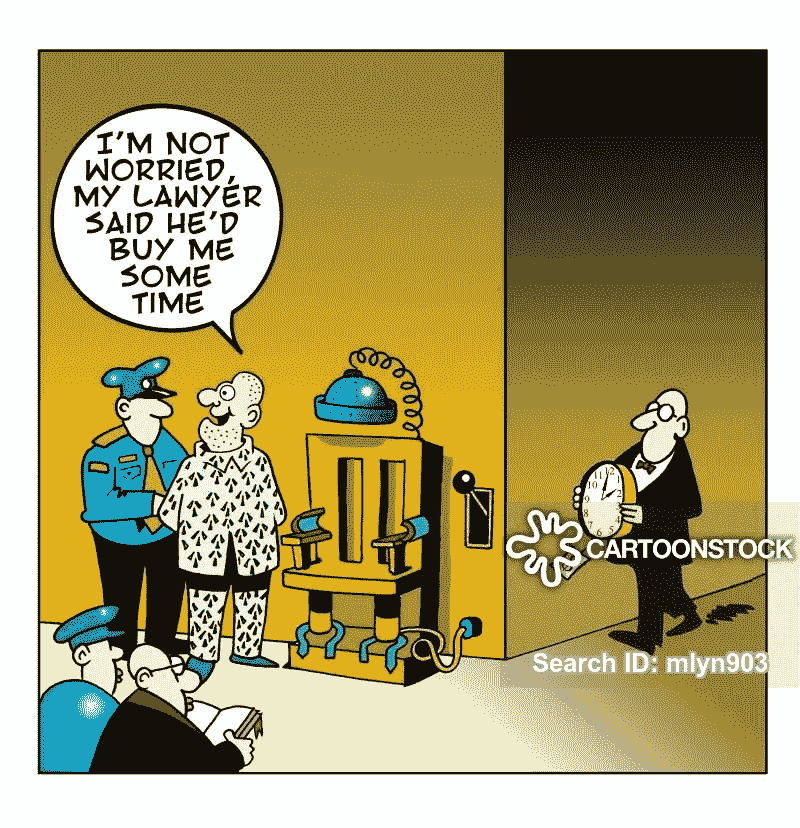 I'M NOT
WORRIED,
MY LAWYER
SAID HE'D
BUY ME
SOME
TIME
CARTOONSTOCK
Search ID: mlyn903